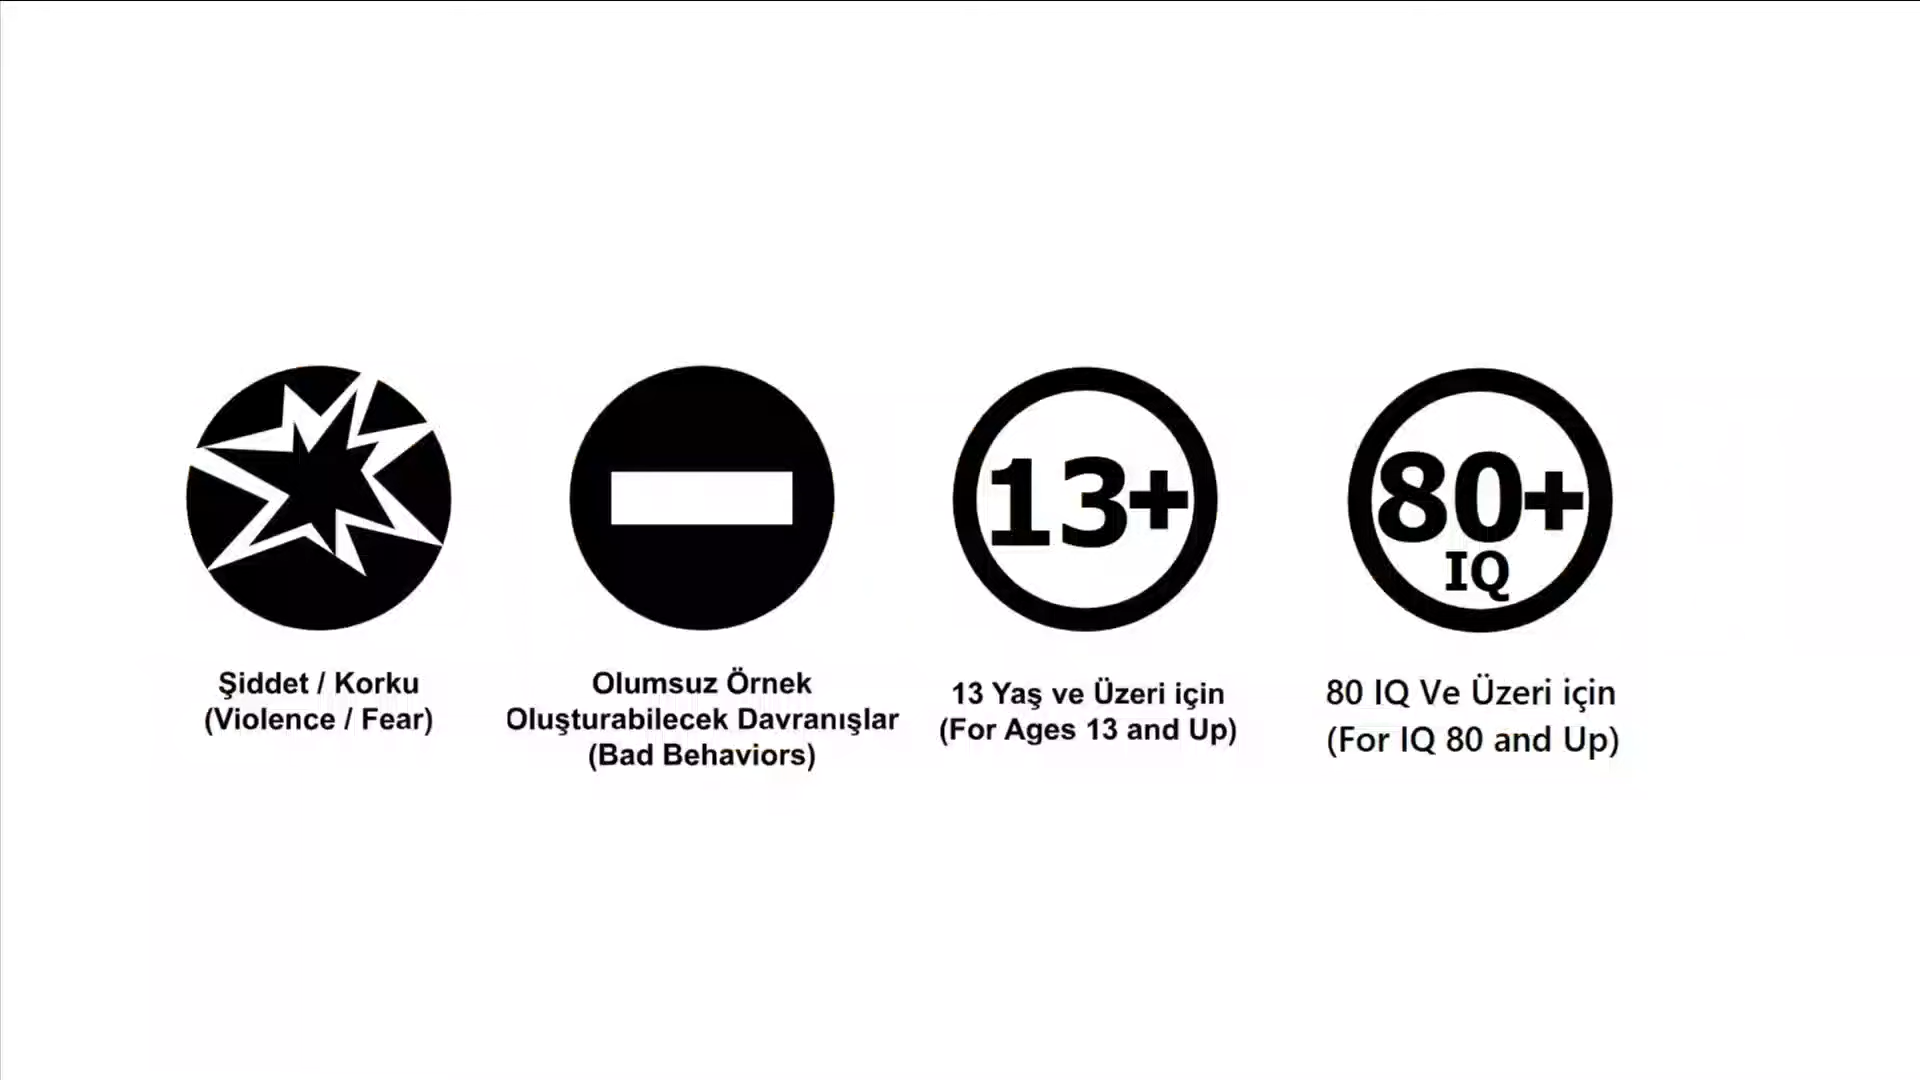 13+
80+
IQ
Şiddet / Korku
(Violence / Fear)
Olumsuz Örnek
Oluşturabilecek Davranışlar
(Bad Behaviors)
13 Yaş ve Üzeri için
(For Ages 13 and Up)
80 IQ Ve Üzeri için
(For IQ 80 and Up)